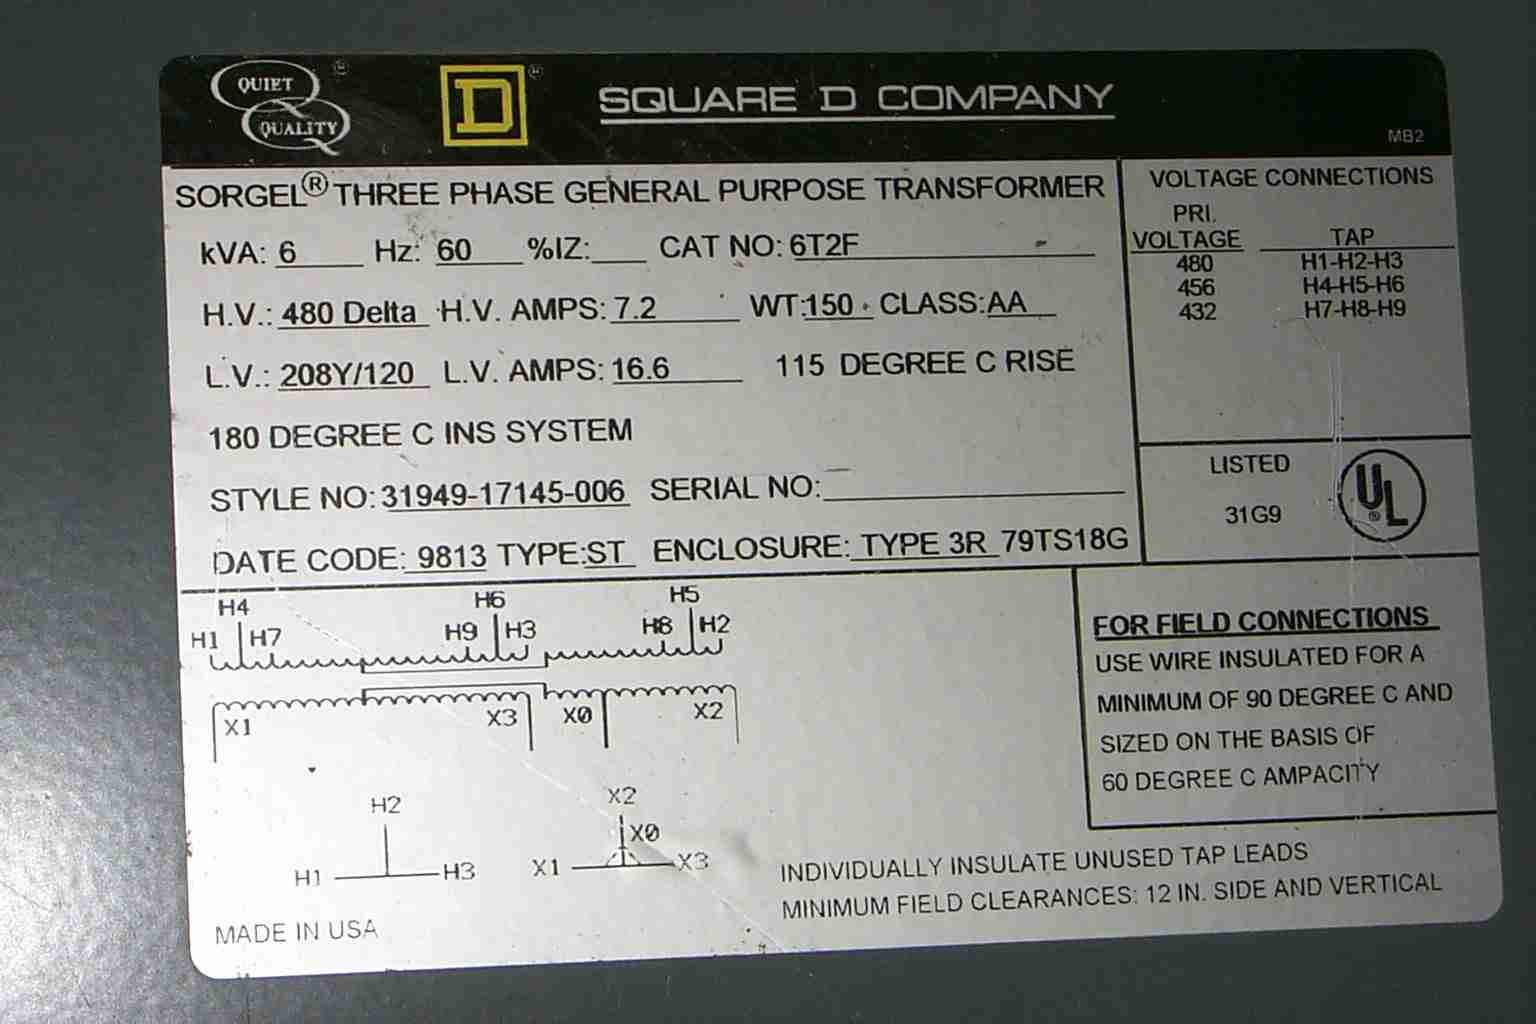 QUIET
QUALITY
D
SQUARE D COMPANY
MB2
SORGEL® THREE PHASE GENERAL PURPOSE TRANSFORMER
kVA: 6 Hz: 60 %IZ: CAT NO: 6T2F
H.V.: 480 Delta H.V. AMPS: 7.2 WT: 150 CLASS: AA
L.V.: 208Y/120 L.V. AMPS: 16.6 115 DEGREE C RISE
180 DEGREE C INS SYSTEM
STYLE NO: 31949-17145-006 SERIAL NO:
DATE CODE: 9813 TYPE: ST ENCLOSURE: TYPE 3R 79TS18G
VOLTAGE CONNECTIONS
PRI.
VOLTAGE TAP
480 H1-H2-H3
456 H4-H5-H6
432 H7-H8-H9
LISTED
31G9
UL®
H4 H6 H5
H1 H7 H9 H3 H8 H2
X1 X3 X0 X2
H2
H1 H3
X2
X0
X1 X3
MADE IN USA
FOR FIELD CONNECTIONS
USE WIRE INSULATED FOR A
MINIMUM OF 90 DEGREE C AND
SIZED ON THE BASIS OF
60 DEGREE C AMPACITY
INDIVIDUALLY INSULATE UNUSED TAP LEADS
MINIMUM FIELD CLEARANCES: 12 IN. SIDE AND VERTICAL